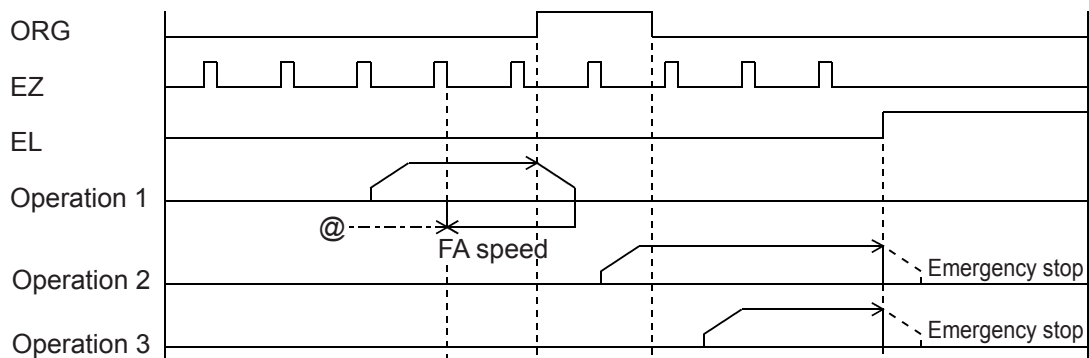 ORG
EZ
EL
Operation 1
@
FA speed
Operation 2
Emergency stop
Operation 3
Emergency stop